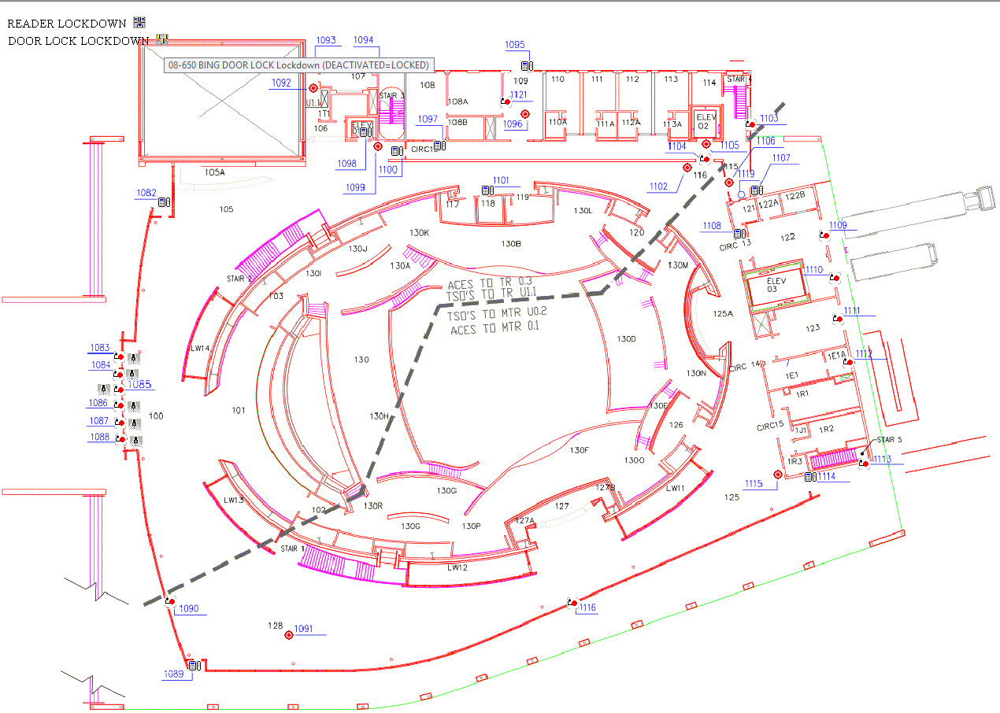 READER LOCKDOWN
DOOR LOCK LOCKDOWN
08-650 BING DOOR LOCK Lockdown (DEACTIVATED=LOCKED)
1093
1094
1095
1092
107
108
109
110
111
112
113
114
STAIR 4
U1.1
1T1
STAIR 3
108A
1121
106
1097
108B
1096
110A
111A
112A
113A
ELEV
02
1103
1098
1100
1099
1104
1105
1106
105A
1102
116
115
1119
1107
1082
105
1101
117
118
119
130L
120
121
122A
122B
1108
CIRC 13
122
1109
130K
130B
130J
130A
130M
STAIR 2
130I
103
ACES TO TR 0.3
TSO'S TO TR U1.1
TSO'S TO MTR U0.2
ACES TO MTR 0.1
ELEV
03
1110
125A
1111
123
LW14
1083
1084
1085
1086
1087
1088
100
101
130
130D
130N
CIRC 14
1E1
1E1A
1112
1R1
130H
130E
126
CIRC15
1J1
1R2
STAIR 5
130F
130O
1R3
1113
1114
1115
LW13
102
130R
130G
127B
127
LW11
125
130G
130P
127A
STAIR 1
LW12
1090
1116
128
1091
1089